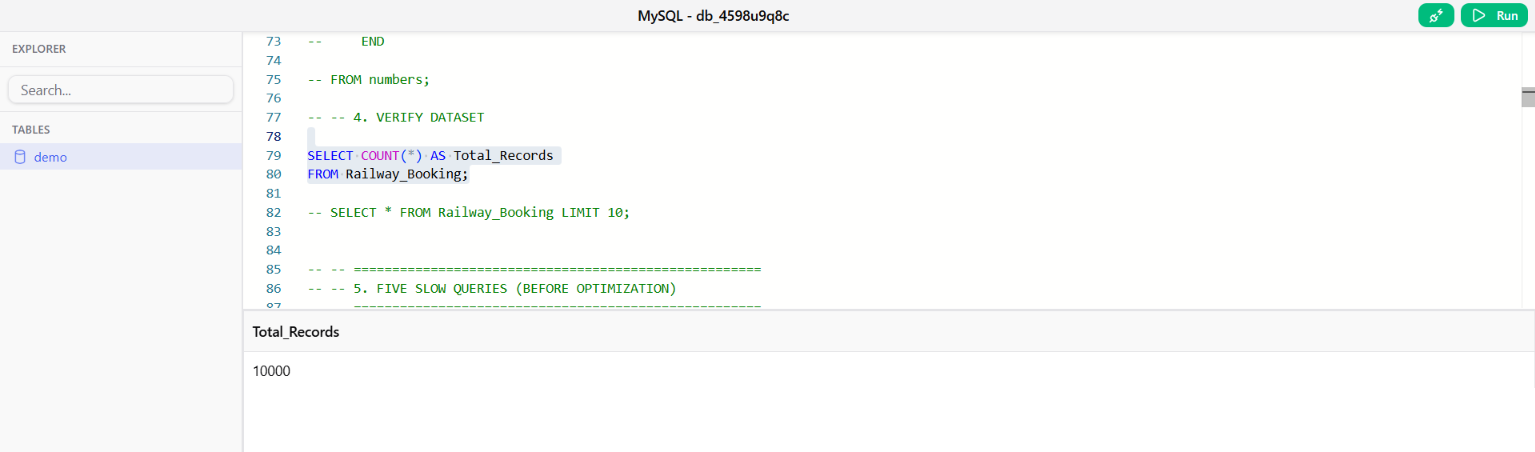 MySQL - db_4598u9q8c
Run
EXPLORER
Search...
TABLES
demo
73 -- END
74
75 -- FROM numbers;
76
77 -- -- 4. VERIFY DATASET
78
79 SELECT COUNT(*) AS Total_Records
80 FROM Railway_Booking;
81
82 -- SELECT * FROM Railway_Booking LIMIT 10;
83
84
85 -- -- =====================================================
86 -- -- 5. FIVE SLOW QUERIES (BEFORE OPTIMIZATION)
87 -- -- =====================================================
Total_Records
10000